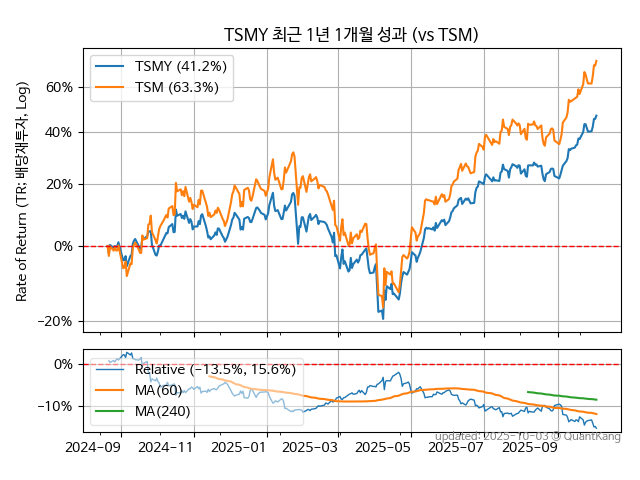 TSMY 최근 1년 1개월 성과 (vs TSM)
Rate of Return (TR: 배당재투자, Log)
60%
40%
20%
0%
−20%
TSMY (41.2%)
TSM (63.3%)
0%
−10%
Relative (−13.5%, 15.6%)
MA(60)
MA(240)
updated: 2025-10-03 © QuantKang
2024-09
2024-11
2025-01
2025-03
2025-05
2025-07
2025-09